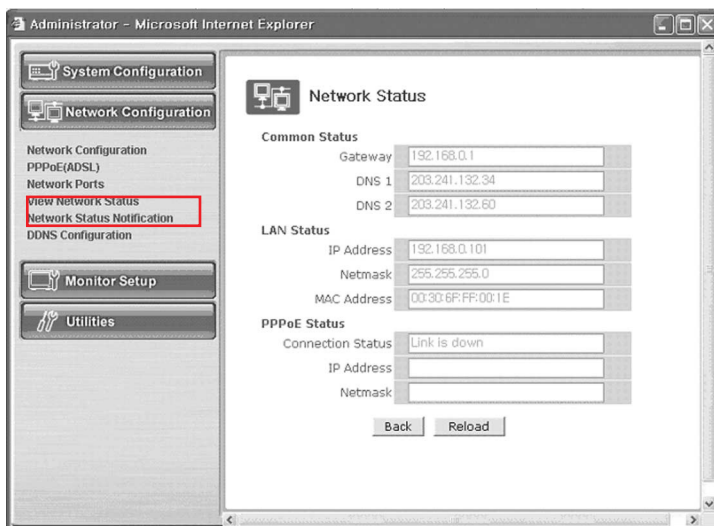 Administrator - Microsoft Internet Explorer
System Configuration
Network Configuration
Network Configuration
PPPoE(ADSL)
Network Ports
View Network Status
Network Status Notification
DDNS Configuration
Monitor Setup
Utilities
Network Status
Common Status
Gateway 192.168.0.1
DNS 1 203.241.132.34
DNS 2 203.241.132.60
LAN Status
IP Address 192.168.0.101
Netmask 255.255.255.0
MAC Address 00:30:6F:FF:00:1E
PPPoE Status
Connection Status Link is down
IP Address
Netmask
Back Reload